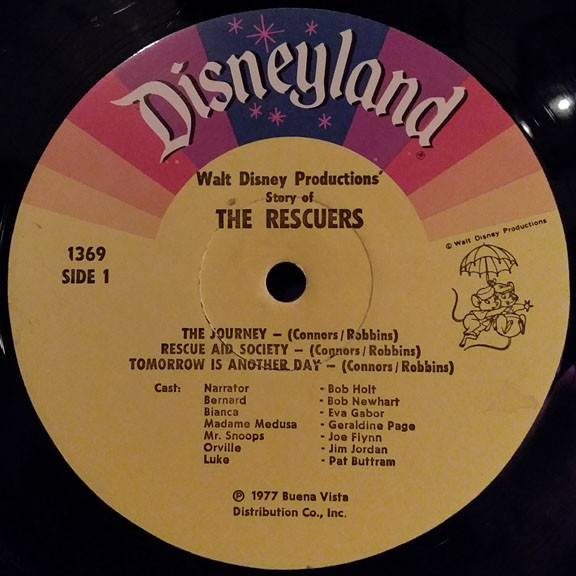 Disneyland
Walt Disney Productions'
Story of
THE RESCUERS
© Walt Disney Productions
1369
SIDE 1
THE JOURNEY – (Connors/Robbins)
RESCUE AID SOCIETY – (Connors/Robbins)
TOMORROW IS ANOTHER DAY – (Connors/Robbins)
Cast: Narrator - Bob Holt
Bernard - Bob Newhart
Bianca - Eva Gabor
Madame Medusa - Geraldine Page
Mr. Snoops - Joe Flynn
Orville - Jim Jordan
Luke - Pat Buttram
℗ 1977 Buena Vista
Distribution Co., Inc.